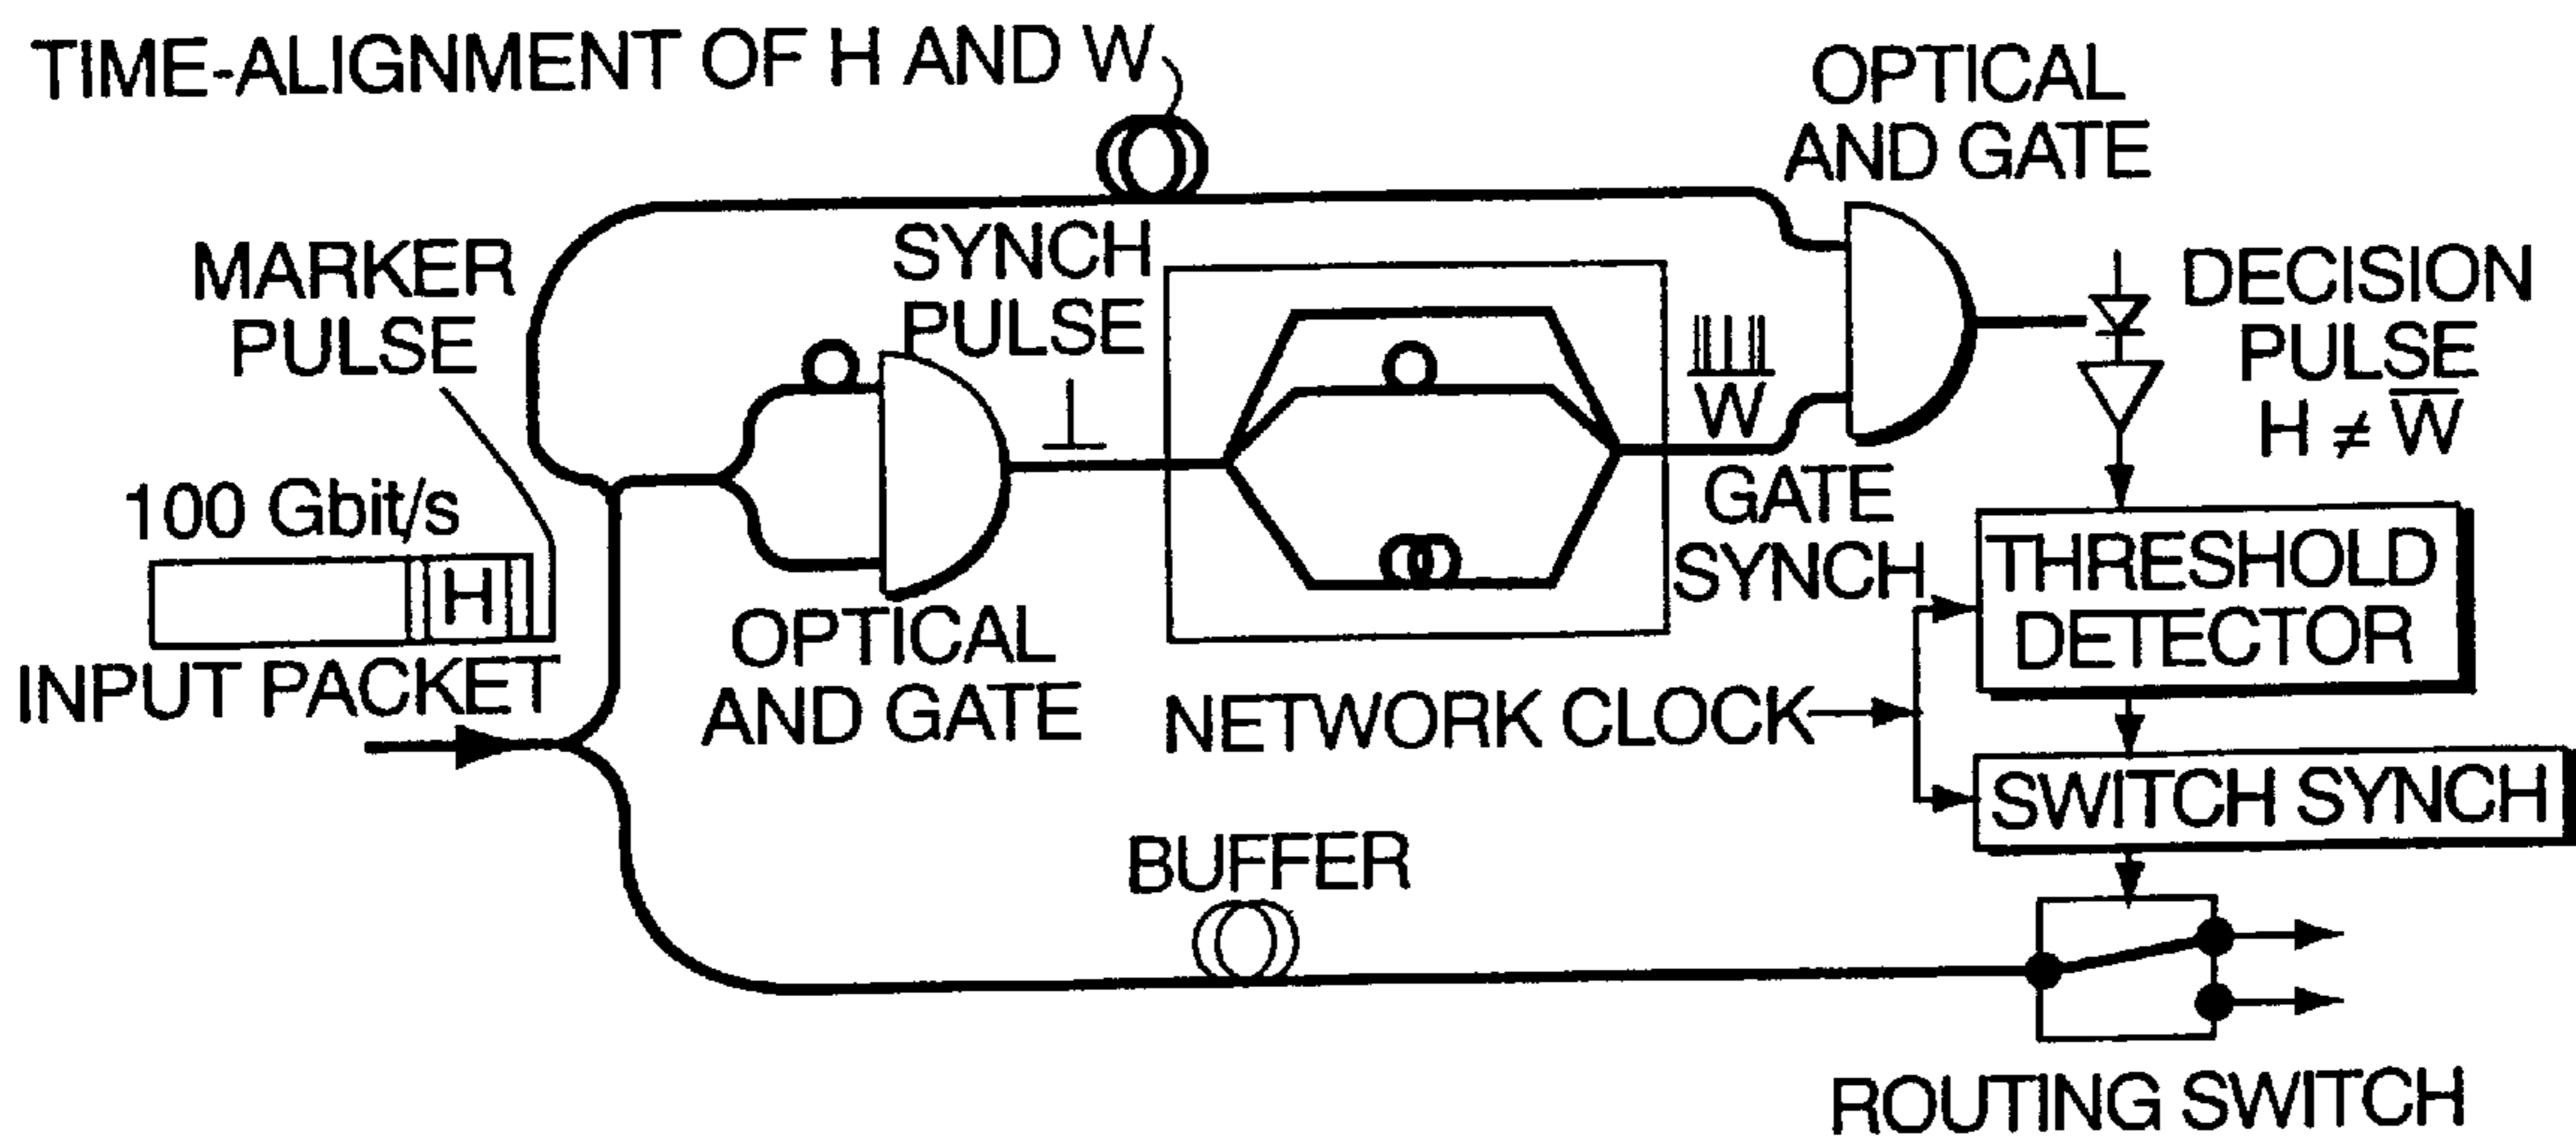 TIME-ALIGNMENT OF H AND W
OPTICAL
AND GATE
MARKER
PULSE
SYNCH
PULSE
DECISION
PULSE
H ≠ W̅
W
100 Gbit/s
H
INPUT PACKET
OPTICAL
AND GATE
GATE
SYNCH
THRESHOLD
DETECTOR
NETWORK CLOCK
SWITCH SYNCH
BUFFER
ROUTING SWITCH